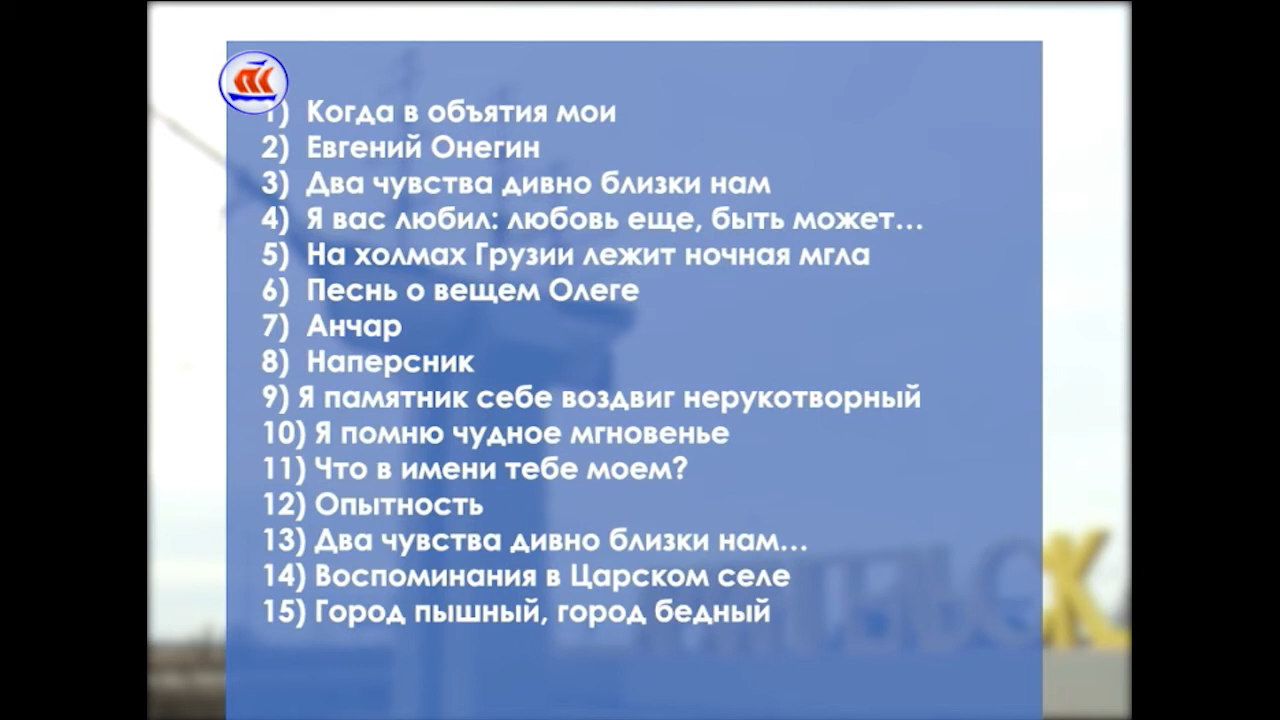 1) Когда в объятия мои
2) Евгений Онегин
3) Два чувства дивно близки нам
4) Я вас любил: любовь еще, быть может...
5) На холмах Грузии лежит ночная мгла
6) Песнь о вещем Олеге
7) Анчар
8) Наперсник
9) Я памятник себе воздвиг нерукотворный
10) Я помню чудное мгновенье
11) Что в имени тебе моем?
12) Опытность
13) Два чувства дивно близки нам...
14) Воспоминания в Царском селе
15) Город пышный, город бедный